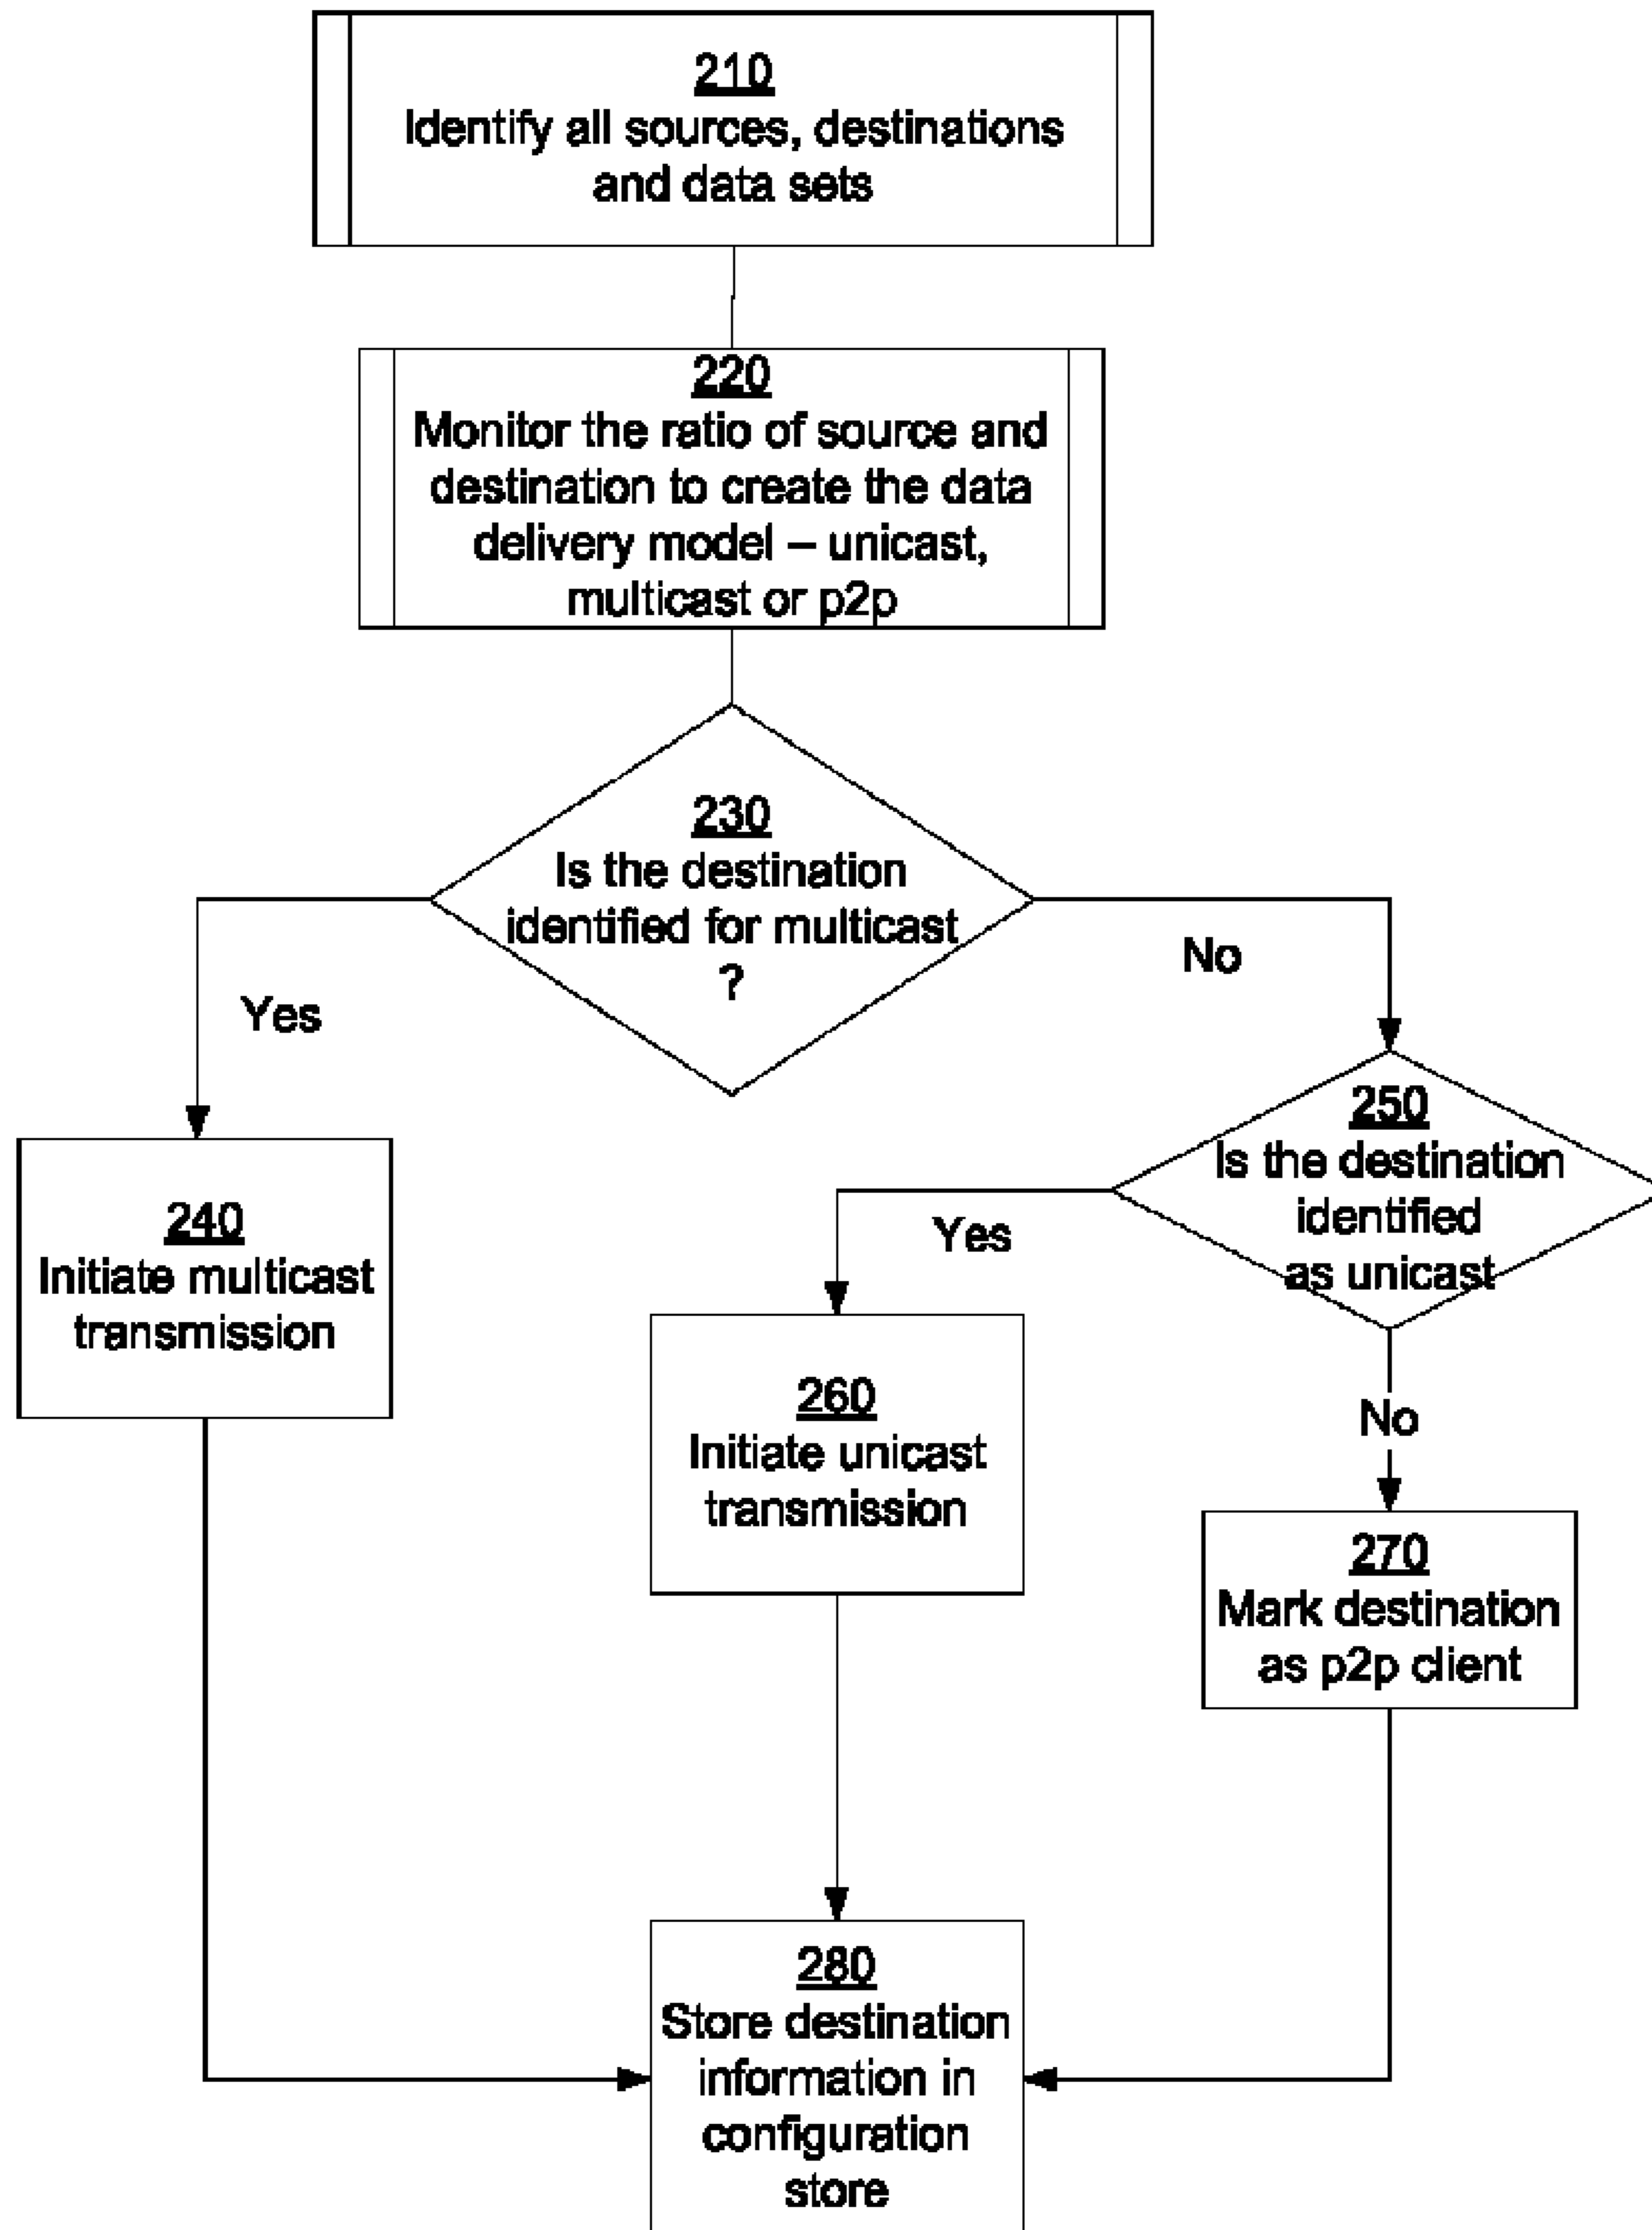 210
Identify all sources, destinations
and data sets
220
Monitor the ratio of source and
destination to create the data
delivery model – unicast,
multicast or p2p
230
Is the destination
identified for multicast
?
Yes
No
240
Initiate multicast
transmission
250
Is the destination
identified
as unicast
Yes
No
260
Initiate unicast
transmission
270
Mark destination
as p2p client
280
Store destination
information in
configuration
store